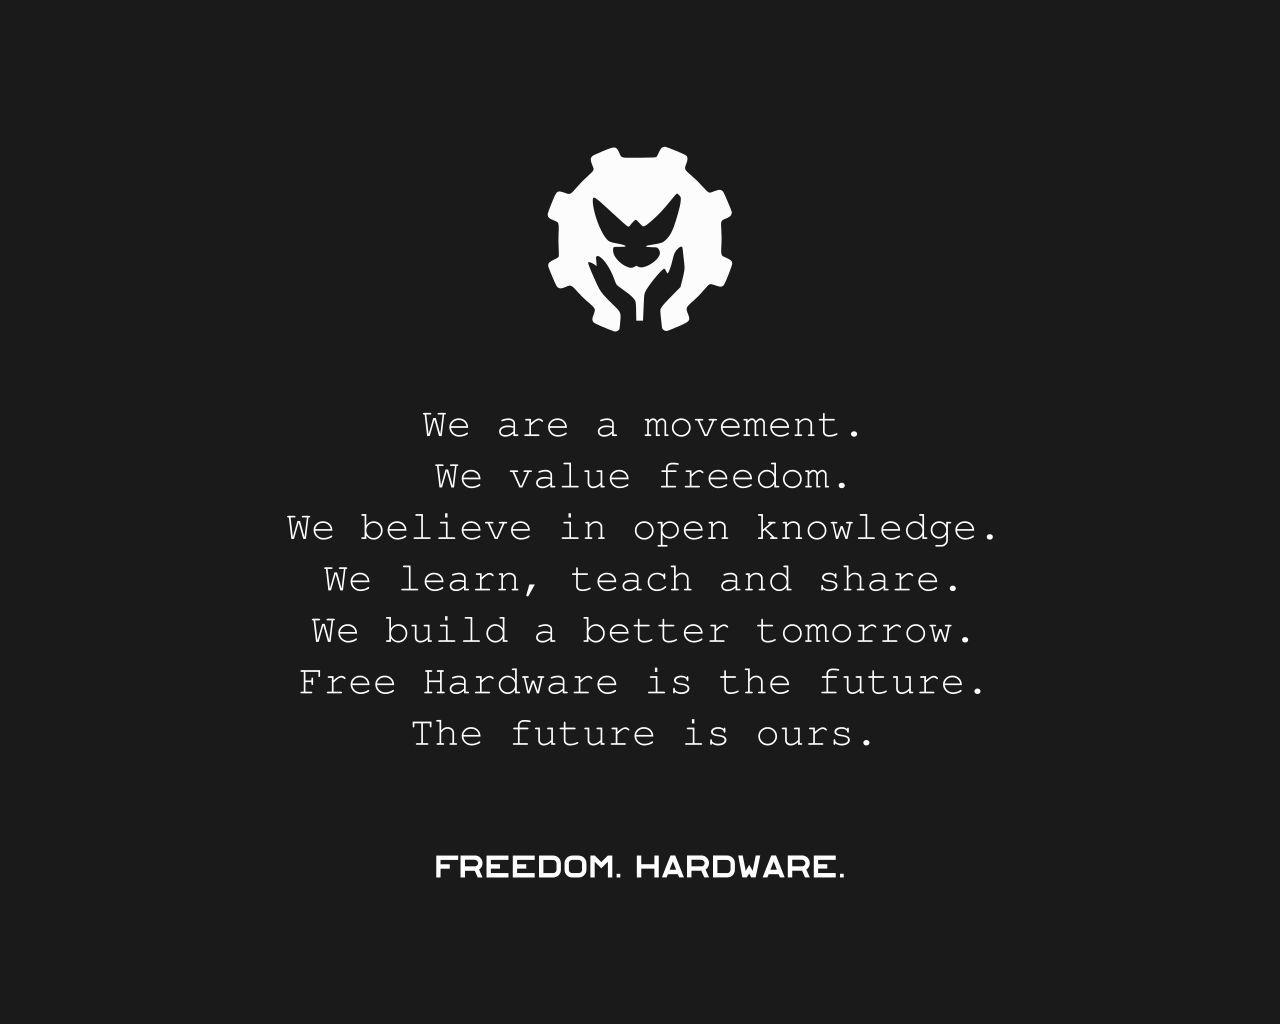 We are a movement.
We value freedom.
We believe in open knowledge.
We learn, teach and share.
We build a better tomorrow.
Free Hardware is the future.
The future is ours.
FREEDOM. HARDWARE.